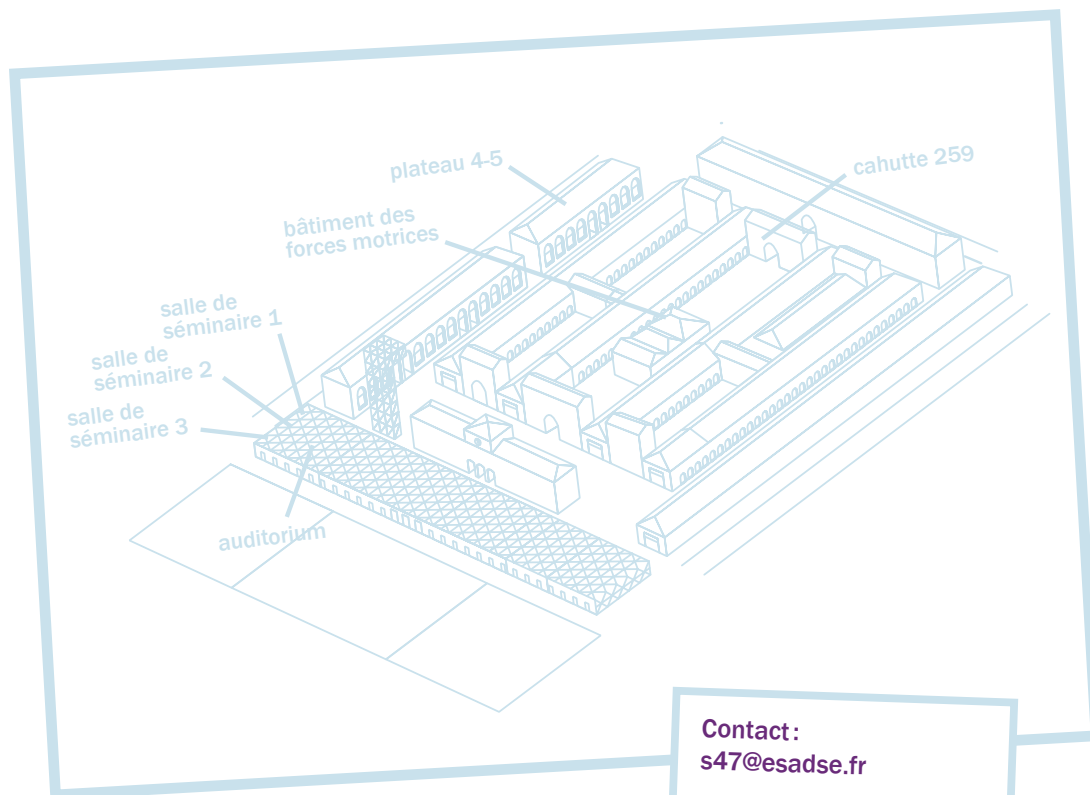 plateau 4-5
cahutte 259
bâtiment des
forces motrices
salle de
séminaire 1
salle de
séminaire 2
salle de
séminaire 3
auditorium
Contact :
s47@esadse.fr